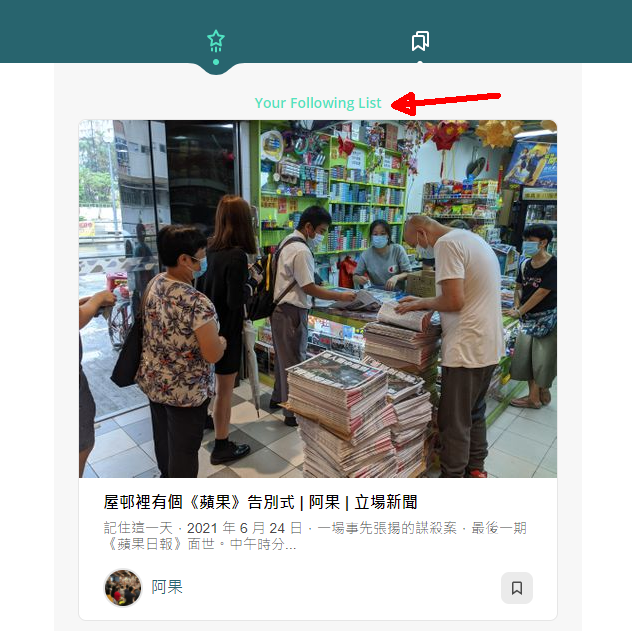 Your Following List
屋邨裡有個《蘋果》告別式 | 阿果 | 立場新聞
記住這一天，2021 年 6 月 24 日，一場事先張揚的謀殺案，最後一期
《蘋果日報》面世。中午時分...
阿果